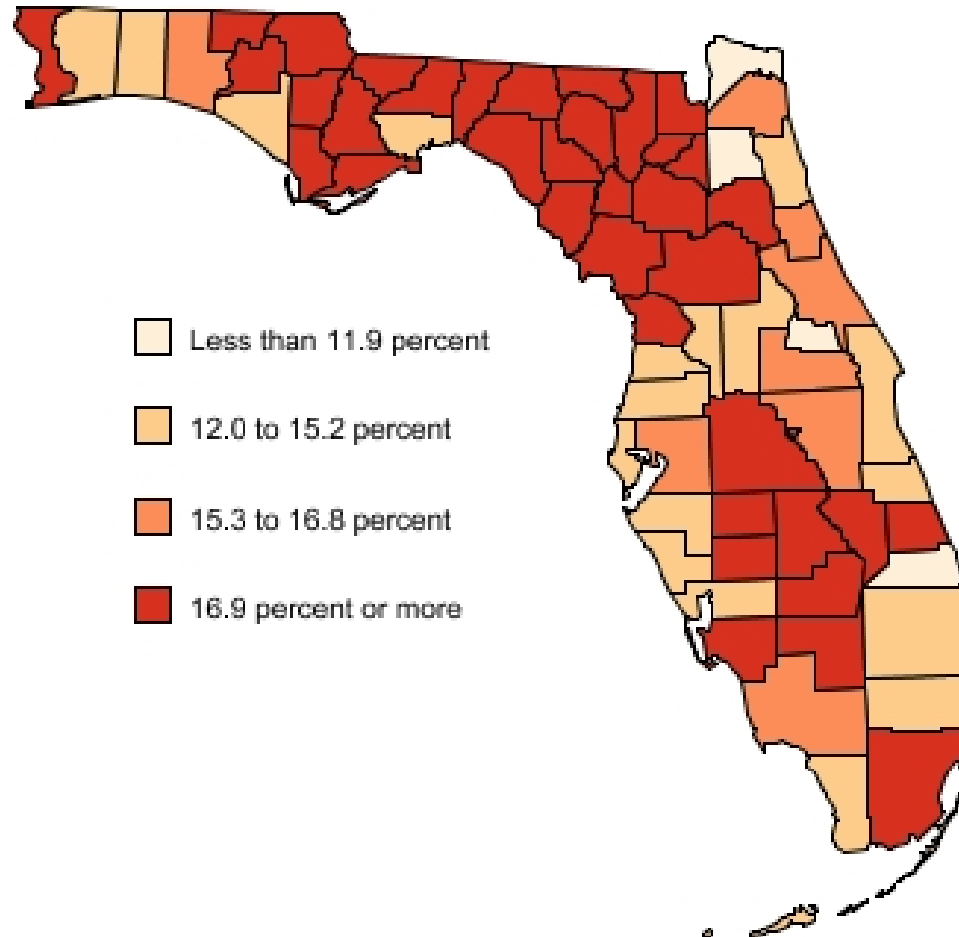 Less than 11.9 percent
12.0 to 15.2 percent
15.3 to 16.8 percent
16.9 percent or more